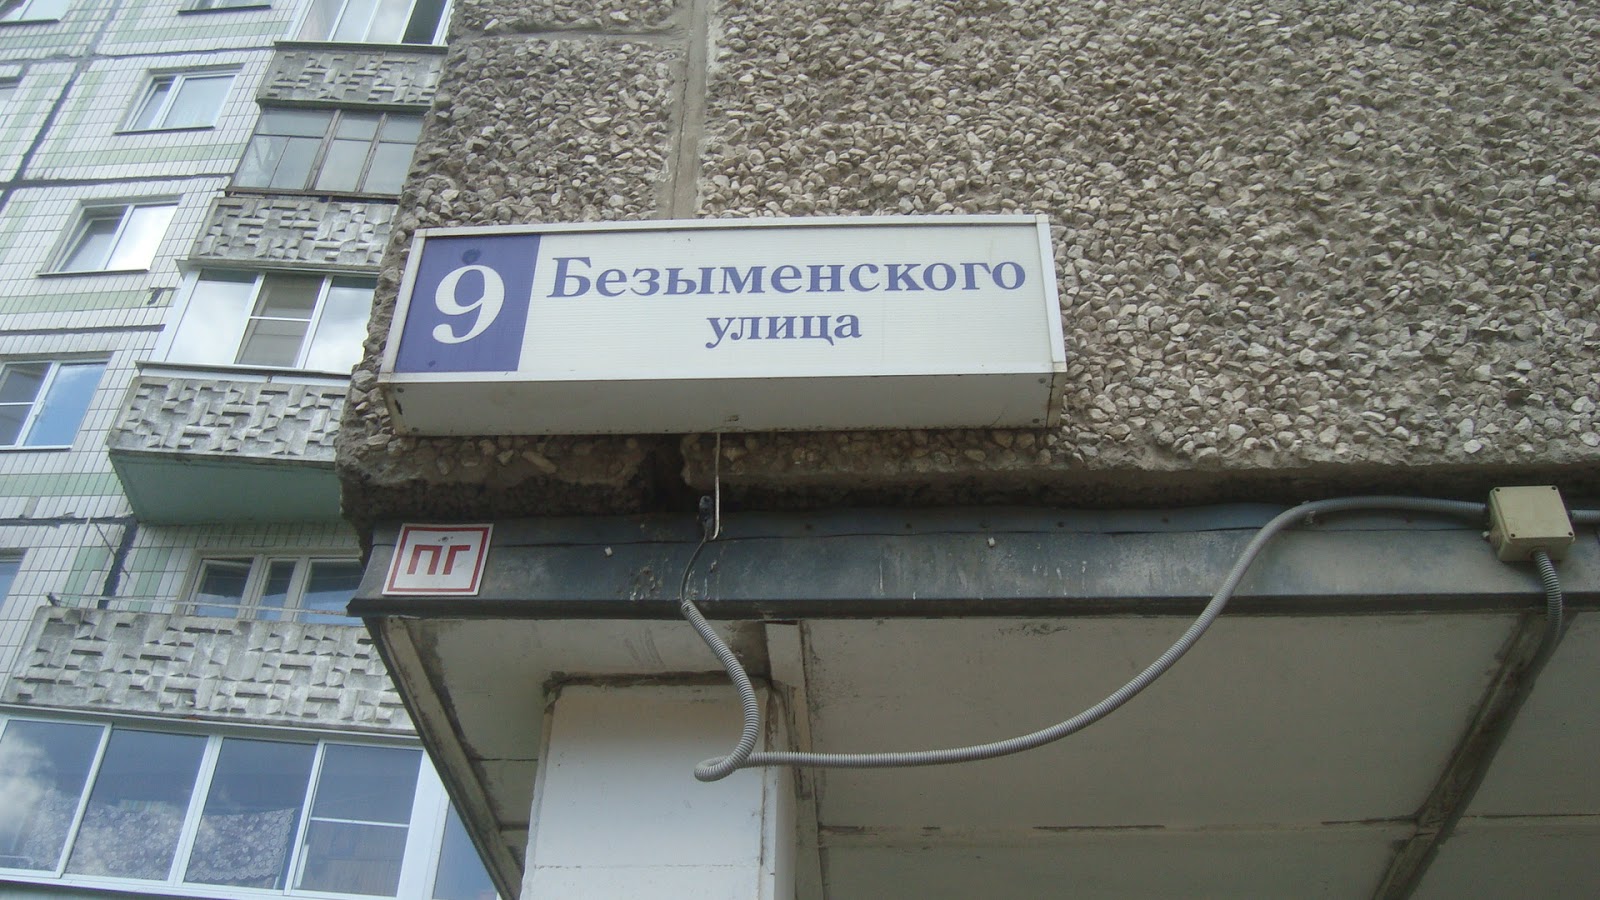 9
Безыменского
улица
ПГ